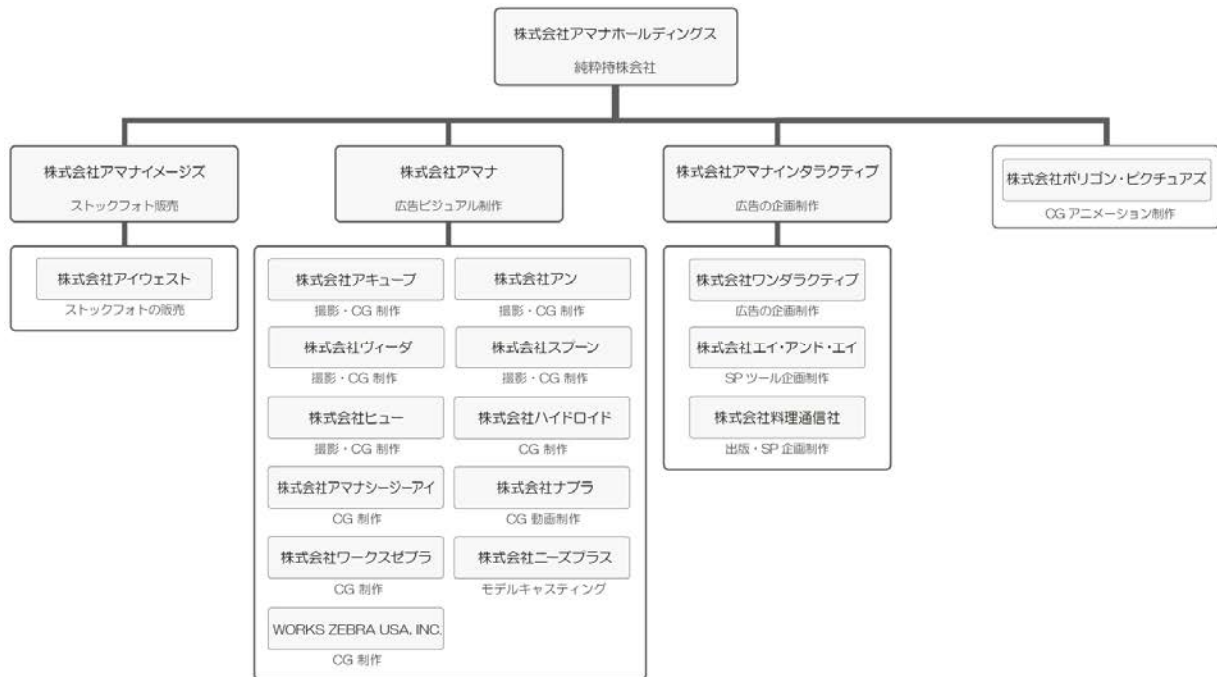 株式会社アマナホールディングス
純粋持株会社
株式会社アマナイメージズ
ストックフォト販売
株式会社アイウェスト
ストックフォトの販売
株式会社アマナ
広告ビジュアル制作
株式会社アキューブ
撮影・CG 制作
株式会社アン
撮影・CG 制作
株式会社ヴィーダ
撮影・CG 制作
株式会社スプーン
撮影・CG 制作
株式会社ヒュー
撮影・CG 制作
株式会社ハイドロイド
CG 制作
株式会社アマナシージーアイ
CG 制作
株式会社ナブラ
CG 動画制作
株式会社ワークスゼブラ
CG 制作
株式会社ニーズプラス
モデルキャスティング
WORKS ZEBRA USA, INC.
CG 制作
株式会社アマナインタラクティブ
広告の企画制作
株式会社ワンダラクティブ
広告の企画制作
株式会社エイ・アンド・エイ
SP ツール企画制作
株式会社料理通信社
出版・SP 企画制作
株式会社ポリゴン・ピクチュアズ
CG アニメーション制作